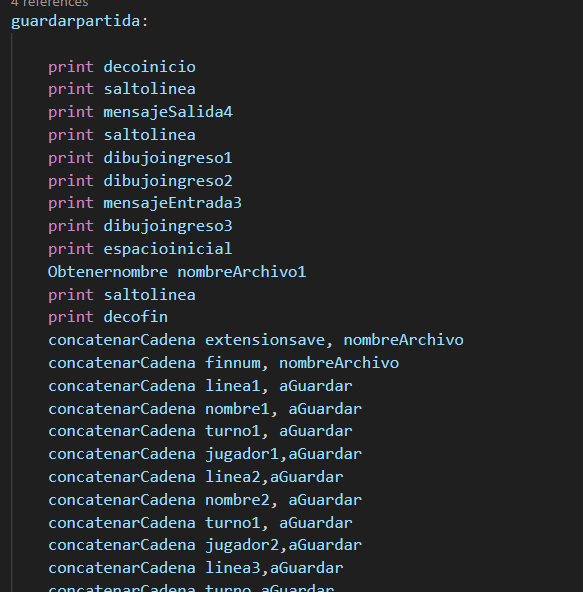 4 references
guardarpartida:
print decoinicio
print saltolinea
print mensajeSalida4
print saltolinea
print dibujoingreso1
print dibujoingreso2
print mensajeEntrada3
print dibujoingreso3
print espacioinicial
Obtenernombre nombreArchivo1
print saltolinea
print decofin
concatenarCadena extensionsave, nombreArchivo
concatenarCadena finnum, nombreArchivo
concatenarCadena linea1, aGuardar
concatenarCadena nombre1, aGuardar
concatenarCadena turno1, aGuardar
concatenarCadena jugador1,aGuardar
concatenarCadena linea2,aGuardar
concatenarCadena nombre2, aGuardar
concatenarCadena turno1, aGuardar
concatenarCadena jugador2,aGuardar
concatenarCadena linea3,aGuardar
concatenarCadena turno,aGuardar